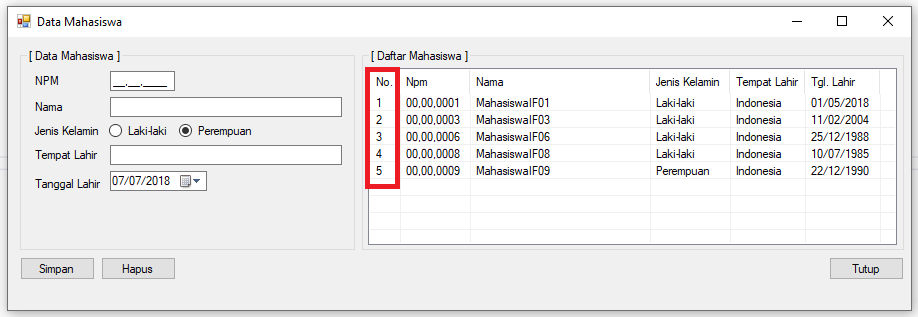 Data Mahasiswa
[ Data Mahasiswa ]
NPM __.__.____
Nama
Jenis Kelamin Laki-laki Perempuan
Tempat Lahir
Tanggal Lahir 07/07/2018
[ Daftar Mahasiswa ]
No. Npm Nama Jenis Kelamin Tempat Lahir Tgl. Lahir
1 00,00,0001 MahasiswaIF01 Laki-laki Indonesia 01/05/2018
2 00,00,0003 MahasiswaIF03 Laki-laki Indonesia 11/02/2004
3 00,00,0006 MahasiswaIF06 Laki-laki Indonesia 25/12/1988
4 00,00,0008 MahasiswaIF08 Laki-laki Indonesia 10/07/1985
5 00,00,0009 MahasiswaIF09 Perempuan Indonesia 22/12/1990
Simpan Hapus Tutup